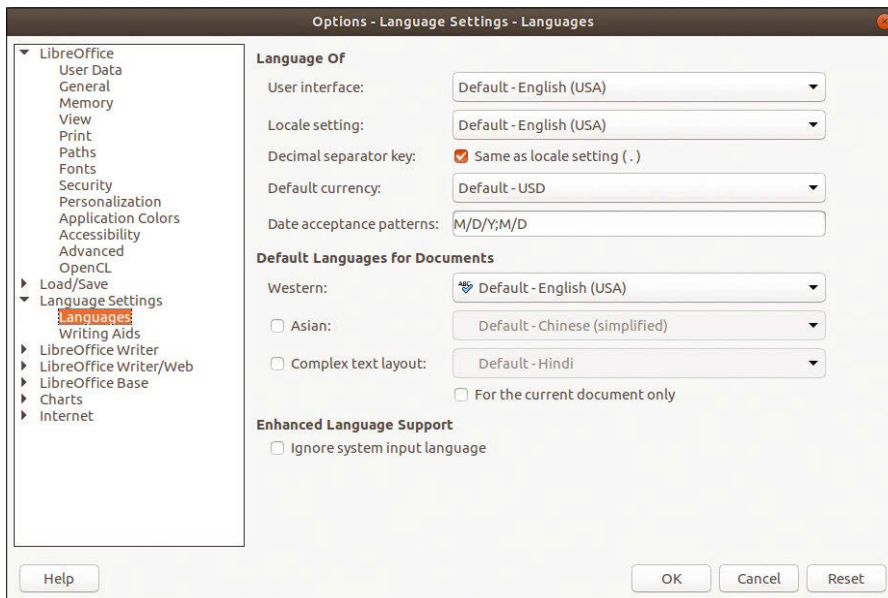 Options - Language Settings - Languages
LibreOffice
User Data
General
Memory
View
Print
Paths
Fonts
Security
Personalization
Application Colors
Accessibility
Advanced
OpenCL
Load/Save
Language Settings
Languages
Writing Aids
LibreOffice Writer
LibreOffice Writer/Web
LibreOffice Base
Charts
Internet
Language Of
User interface: Default - English (USA)
Locale setting: Default - English (USA)
Decimal separator key: Same as locale setting ( . )
Default currency: Default - USD
Date acceptance patterns: M/D/Y;M/D
Default Languages for Documents
Western: Default - English (USA)
Asian: Default - Chinese (simplified)
Complex text layout: Default - Hindi
For the current document only
Enhanced Language Support
Ignore system input language
Help OK Cancel Reset